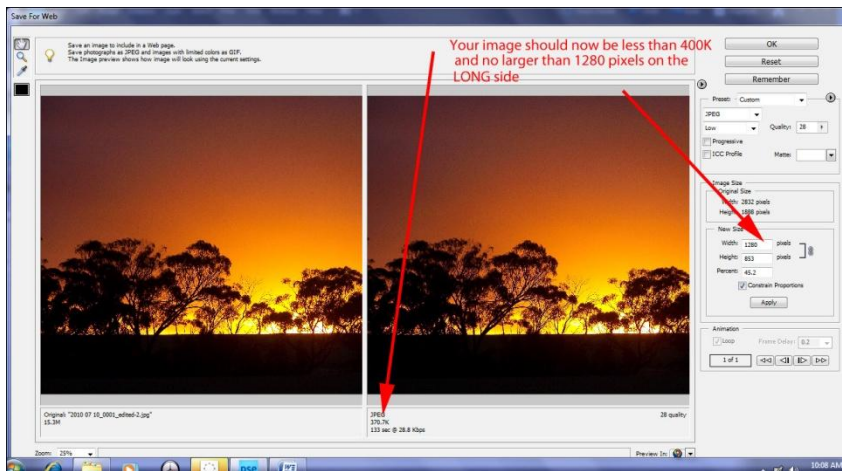 Save For Web
Save an image to include in a Web page.
Save photographs as JPEG and images with limited colors as GIF.
The Image preview shows how image will look using the current settings.
Your image should now be less than 400K
and no larger than 1280 pixels on the
LONG side
OK
Reset
Remember
Preset: Custom
JPEG
Low
Quality: 28
Progressive
ICC Profile
Matte:
Image Size
Original Size
Width: 2832 pixels
Height: 1888 pixels
New Size
Width: 1280 pixels
Height: 853 pixels
Percent: 45.2
Constrain Proportions
Apply
Animation
Loop
Frame Delay: 0.2
1 of 1
Original: "2010 07 10_0001_edited-2.jpg"
15.3M
JPEG
28 quality
370.7K
133 sec @ 28.8 Kbps
Zoom: 25%
Preview In:
pse
10:08 AM